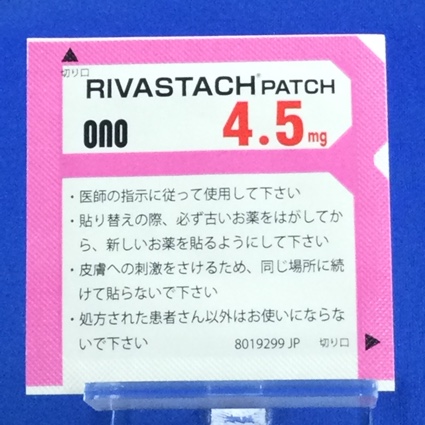 切り口
RIVASTACH® PATCH
ono 4.5mg
・医師の指示に従って使用して下さい
・貼り替えの際、必ず古いお薬をはがしてか
ら、新しいお薬を貼るようにして下さい
・皮膚への刺激をさけるため、同じ場所に続
けて貼らないで下さい
・処方された患者さん以外はお使いにならな
いで下さい
8019299 JP 切り口